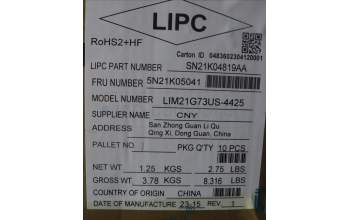 LIPC
RoHS2+HF
Carton ID 0483602304120001
LIPC PART NUMBER SN21K04819AA
FRU NUMBER 5N21K05041
MODEL NUMBER LIM21G73US-4425
SUPPLIER NAME CNY
ADDRESS San Zhong Guan Li Qu
Qing Xi, Dong Guan, China
PALLET NO PKG Q'TY 10 PCS
NET WT 1.25 KGS 2.75 LBS
GROSS WT 3.78 KGS 8.316 LBS
COUNTRY OF ORIGIN CHINA
DATE OF MANUFACTURE 23-15 REV. 1